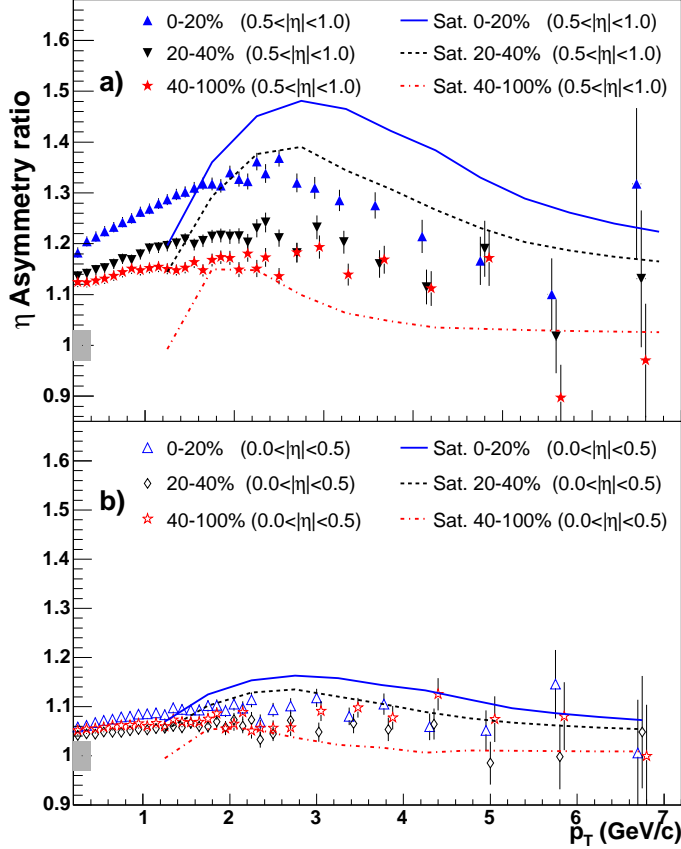 0-20% (0.5<|η|<1.0) Sat. 0-20% (0.5<|η|<1.0)
20-40% (0.5<|η|<1.0) Sat. 20-40% (0.5<|η|<1.0)
40-100% (0.5<|η|<1.0) Sat. 40-100% (0.5<|η|<1.0)
a)
η Asymmetry ratio
1.6
1.5
1.4
1.3
1.2
1.1
1
0.9
0.0-20% (0.0<|η|<0.5) Sat. 0-20% (0.0<|η|<0.5)
20-40% (0.0<|η|<0.5) Sat. 20-40% (0.0<|η|<0.5)
40-100% (0.0<|η|<0.5) Sat. 40-100% (0.0<|η|<0.5)
b)
1.6
1.5
1.4
1.3
1.2
1.1
1
0.9
1 2 3 4 5 6 7
p_T (GeV/c)